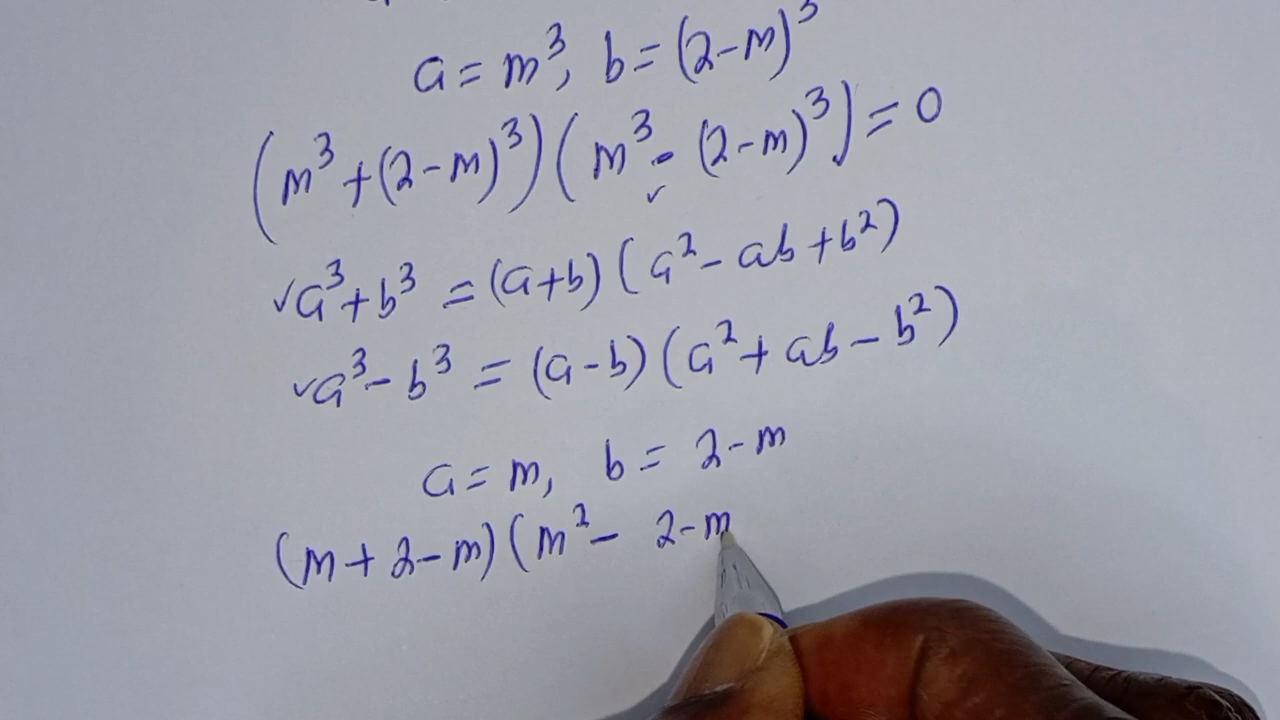 a = m³, b = (2-m)³
(m³ + (2-m)³)(m³ - (2-m)³) = 0
✓a³ + b³ = (a+b)(a² - ab + b²)
✓a³ - b³ = (a-b)(a² + ab - b²)
a = m, b = 2-m
(m + 2-m)(m² - 2-m